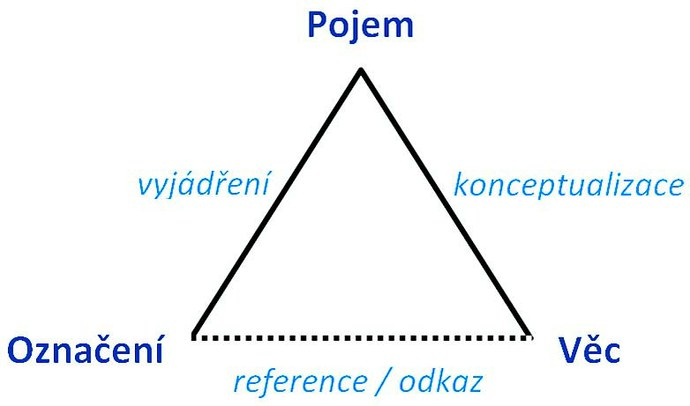 Pojem
vyjádření
konceptualizace
Označení
Věc
reference / odkaz